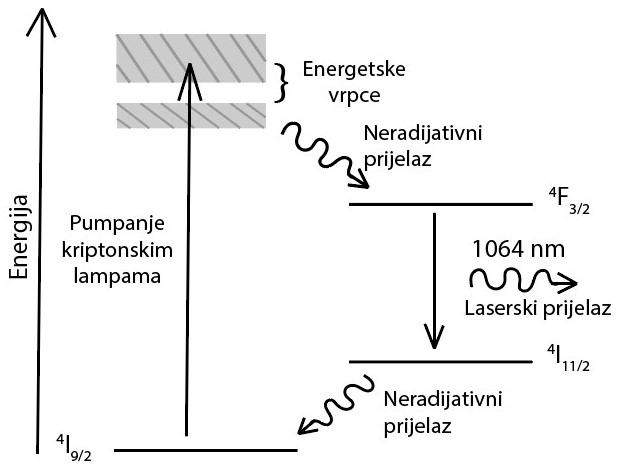 Energija
Energetske
vrpce
Neradijativni
prijelaz
Pumpanje
kriptonskim
lampama
⁴F₃/₂
1064 nm
Laserski prijelaz
⁴I₁₁/₂
Neradijativni
prijelaz
⁴I₉/₂